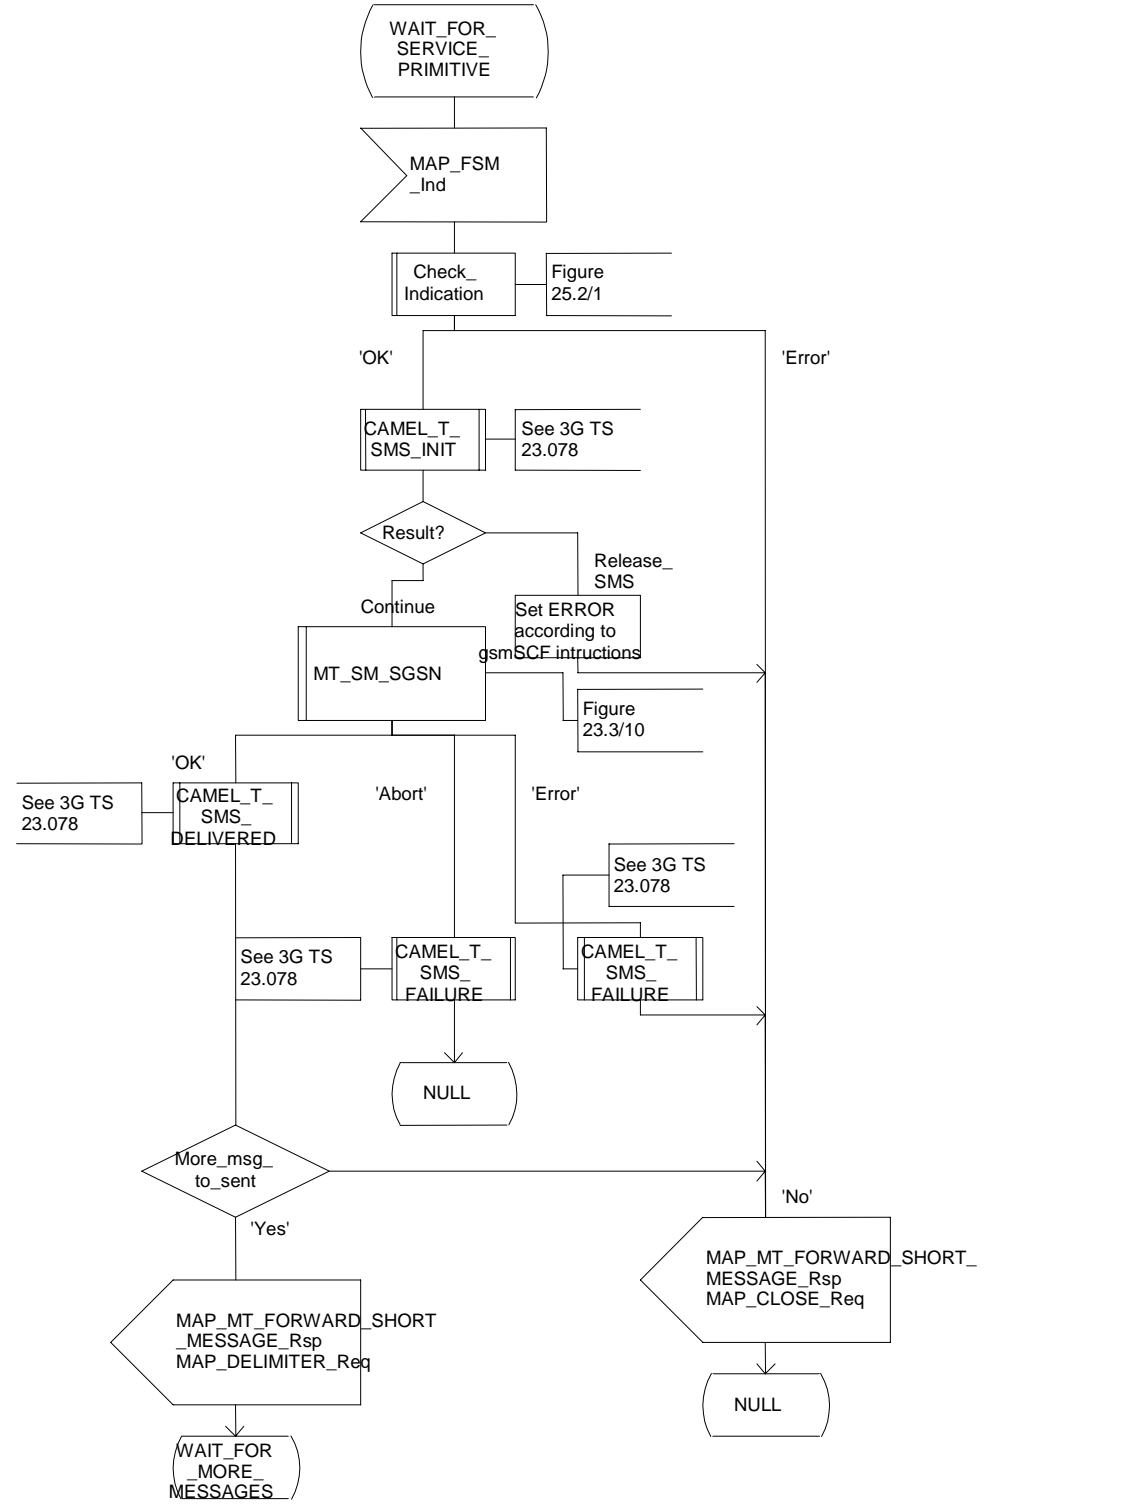 WAIT_FOR_
SERVICE_
PRIMITIVE
MAP_FSM
_Ind
Check_
Indication
Figure
25.2/1
'OK'
'Error'
CAMEL_T_
SMS_INIT
See 3G TS
23.078
Result?
Release_
SMS
Continue
Set ERROR
according to
gsmSCF intructions
MT_SM_SGSN
Figure
23.3/10
'OK'
'Abort'
'Error'
See 3G TS
23.078
CAMEL_T_
SMS_
DELIVERED
See 3G TS
23.078
See 3G TS
23.078
CAMEL_T_
SMS_
FAILURE
CAMEL_T_
SMS_
FAILURE
NULL
More_msg_
to_sent
'No'
'Yes'
MAP_MT_FORWARD_SHORT_
MESSAGE_Rsp
MAP_CLOSE_Req
MAP_MT_FORWARD_SHORT
_MESSAGE_Rsp
MAP_DELIMITER_Req
NULL
WAIT_FOR
_MORE_
MESSAGES